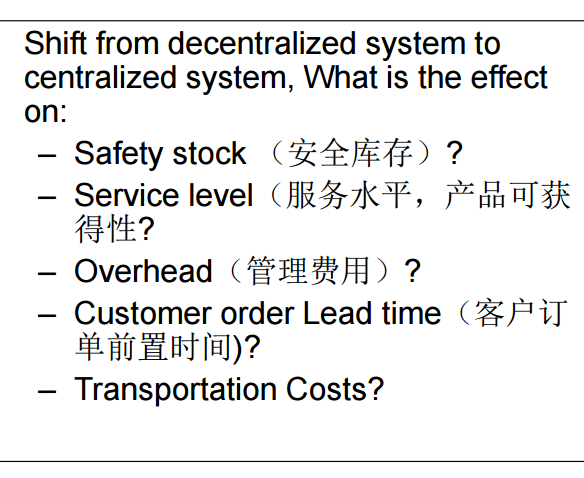 Shift from decentralized system to
centralized system, What is the effect
on:
– Safety stock （安全库存）?
– Service level（服务水平，产品可获
得性?
– Overhead（管理费用）?
– Customer order Lead time（客户订
单前置时间)?
– Transportation Costs?